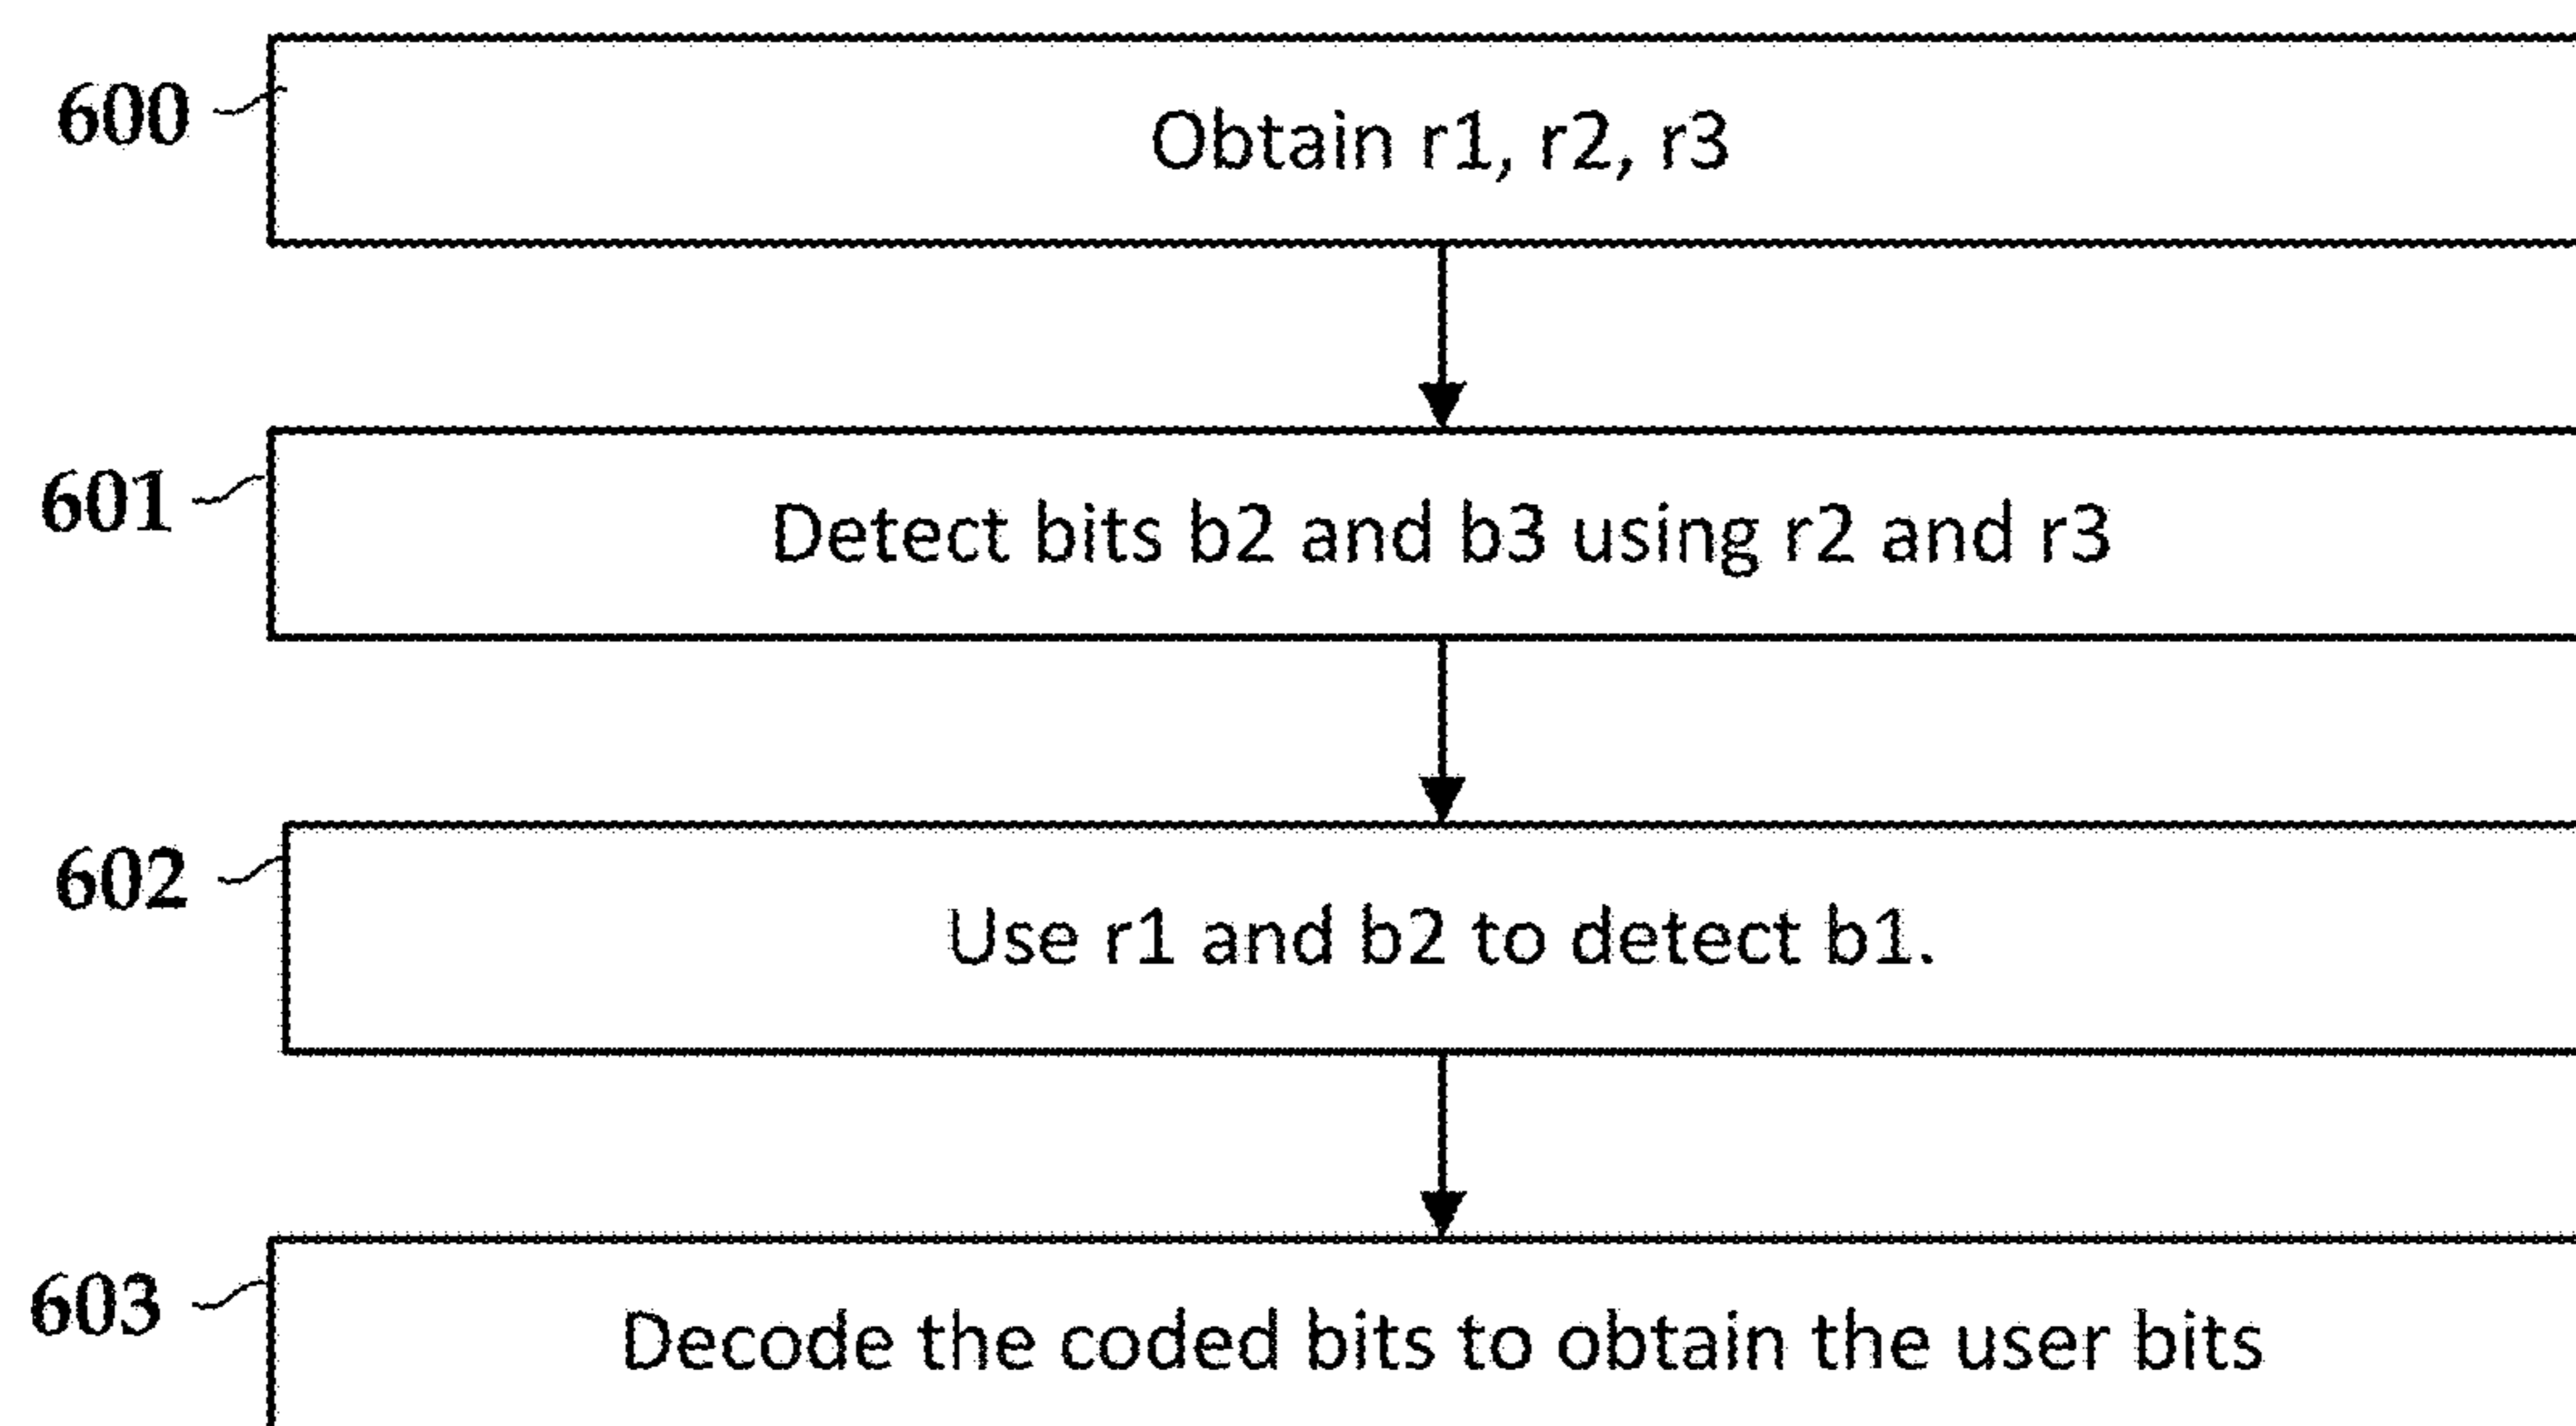 600
Obtain r1, r2, r3
601
Detect bits b2 and b3 using r2 and r3
602
Use r1 and b2 to detect b1.
603
Decode the coded bits to obtain the user bits